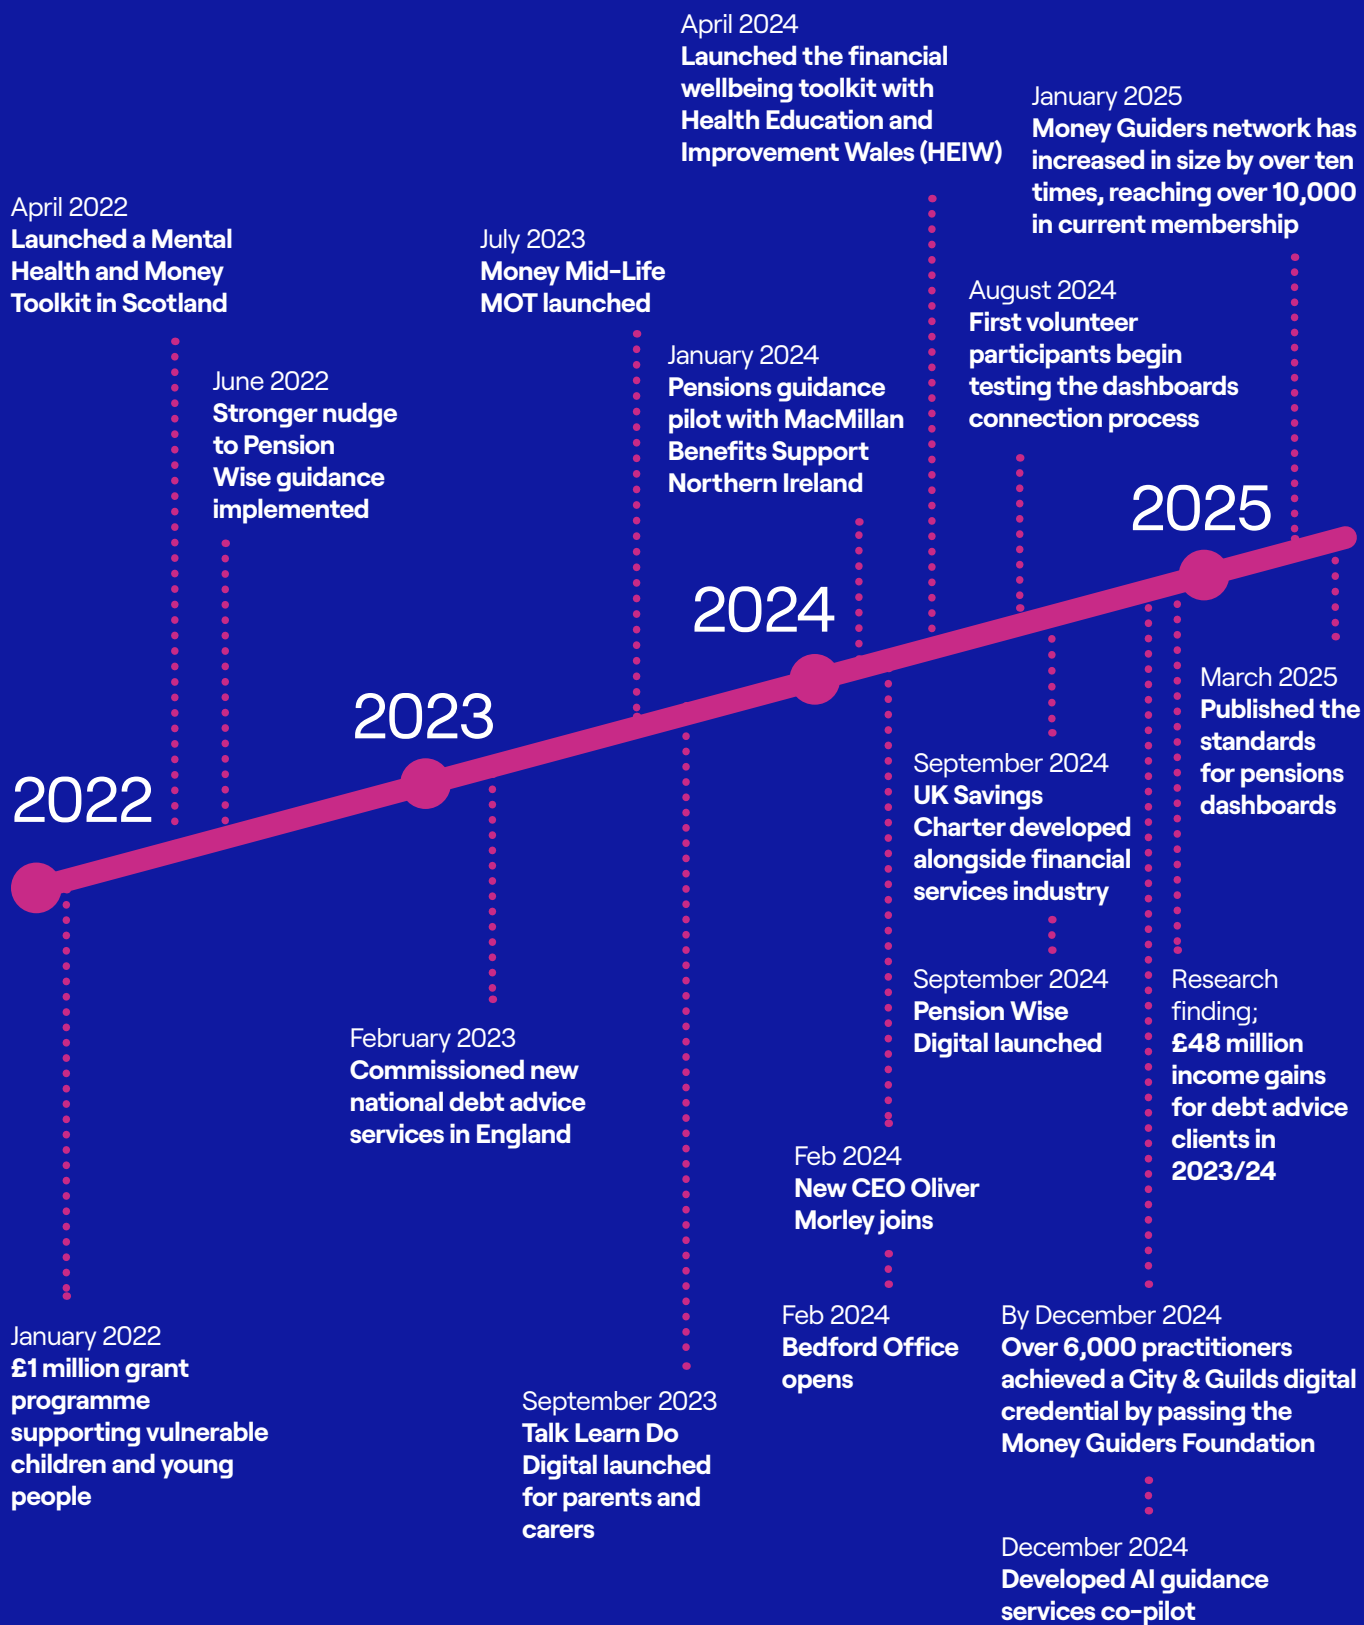 April 2024
Launched the financial
wellbeing toolkit with
Health Education and
Improvement Wales (HEIW)
January 2025
Money Guiders network has
increased in size by over ten
times, reaching over 10,000
in current membership
April 2022
Launched a Mental
Health and Money
Toolkit in Scotland
July 2023
Money Mid-Life
MOT launched
August 2024
First volunteer
participants begin
testing the dashboards
connection process
January 2024
Pensions guidance
pilot with MacMillan
Benefits Support
Northern Ireland
June 2022
Stronger nudge
to Pension
Wise guidance
implemented
2025
2024
2023
2022
March 2025
Published the
standards
for pensions
dashboards
September 2024
UK Savings
Charter developed
alongside financial
services industry
September 2024
Pension Wise
Digital launched
Research
finding;
£48 million
income gains
for debt advice
clients in
2023/24
February 2023
Commissioned new
national debt advice
services in England
Feb 2024
New CEO Oliver
Morley joins
Feb 2024
Bedford Office
opens
By December 2024
Over 6,000 practitioners
achieved a City & Guilds digital
credential by passing the
Money Guiders Foundation
January 2022
£1 million grant
programme
supporting vulnerable
children and young
people
September 2023
Talk Learn Do
Digital launched
for parents and
carers
December 2024
Developed AI guidance
services co-pilot